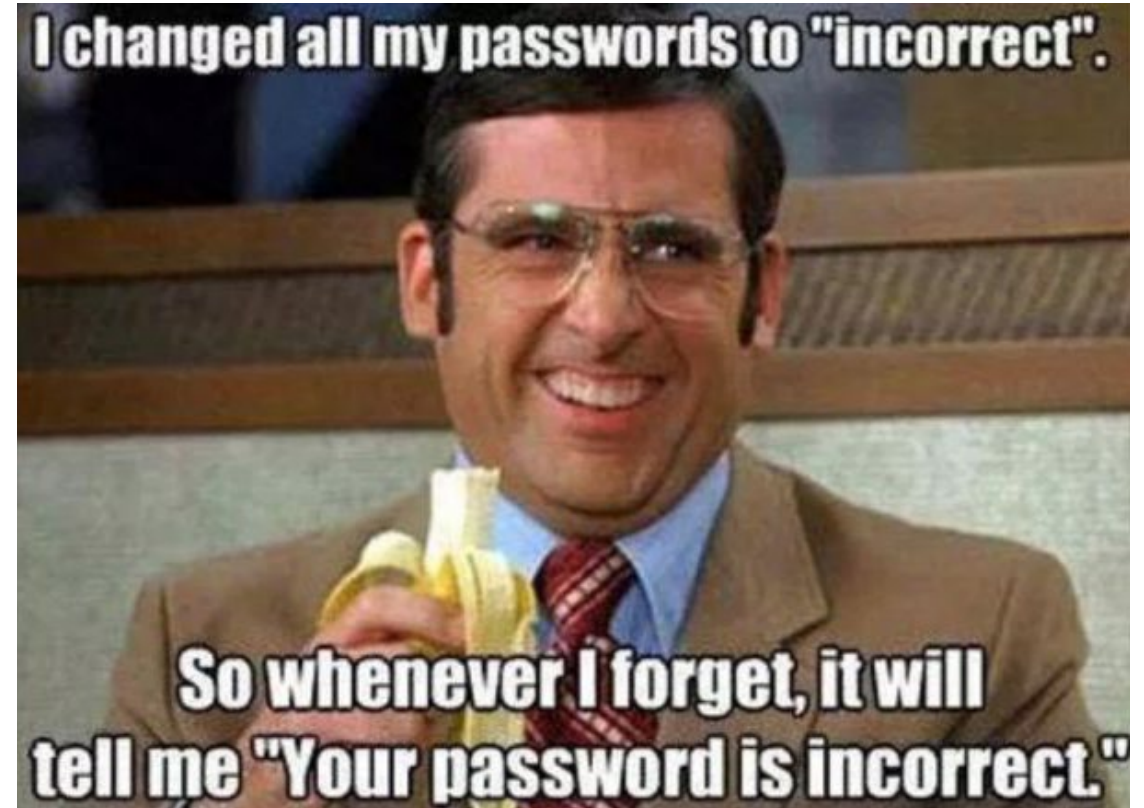 I changed all my passwords to "incorrect".
So whenever I forget, it will
tell me "Your password is incorrect."